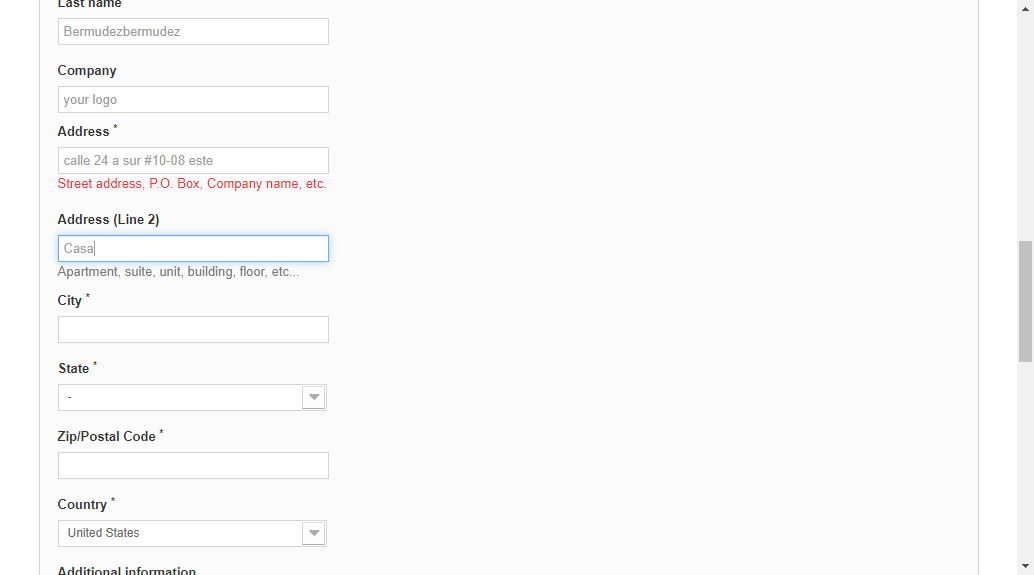 Last name
Bermudezbermudez
Company
your logo
Address *
calle 24 a sur #10-08 este
Street address, P.O. Box, Company name, etc.
Address (Line 2)
Casa
Apartment, suite, unit, building, floor, etc...
City *
State *
-
Zip/Postal Code *
Country *
United States
Additional information